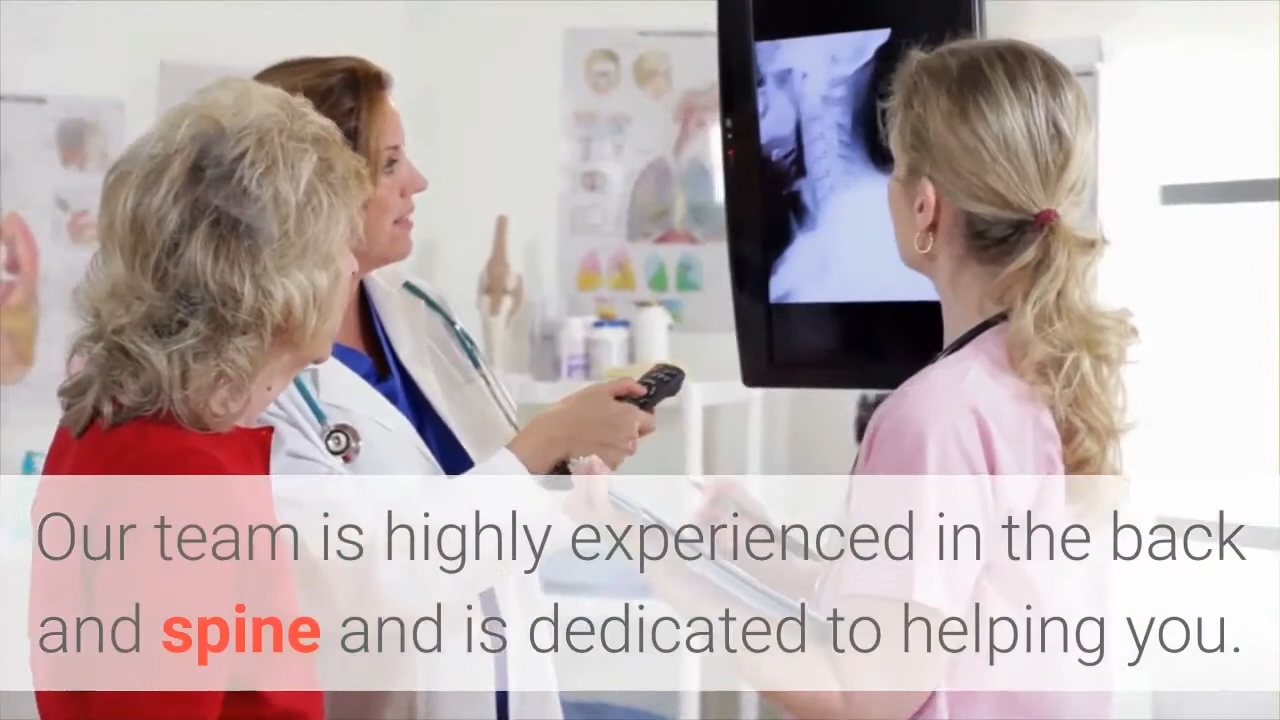 Our team is highly experienced in the back
and spine and is dedicated to helping you.